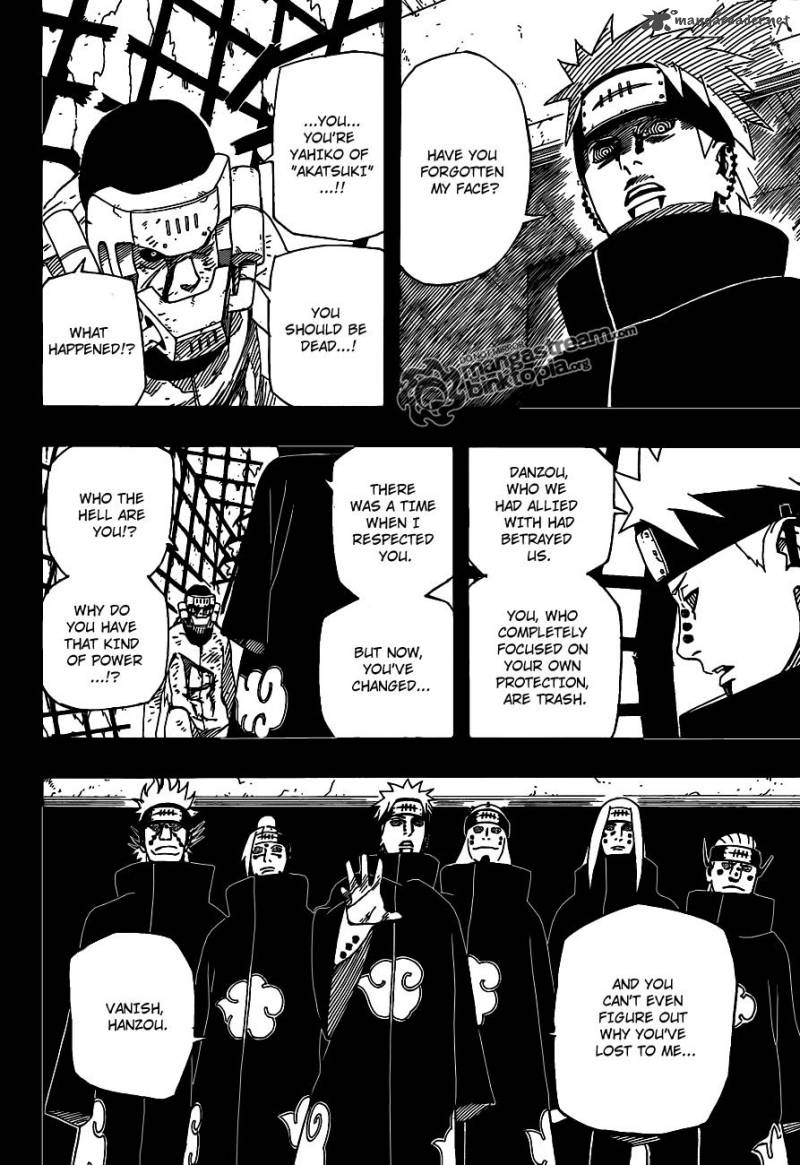 mangareader.net
HAVE YOU
FORGOTTEN
MY FACE?
...YOU...
YOU'RE
YAHIKO OF
"AKATSUKI"
...!!
YOU
SHOULD BE
DEAD...!
WHAT
HAPPENED!?
mangastream.com
binktopia.org
DANZOU,
WHO WE
HAD ALLIED
WITH HAD
BETRAYED
US.
YOU, WHO
COMPLETELY
FOCUSED ON
YOUR OWN
PROTECTION,
ARE TRASH.
THERE
WAS A TIME
WHEN I
RESPECTED
YOU.
BUT NOW,
YOU'VE
CHANGED...
WHO THE
HELL ARE
YOU!?
WHY DO
YOU HAVE
THAT KIND
OF POWER
...!?
AND YOU
CAN'T EVEN
FIGURE OUT
WHY YOU'VE
LOST TO ME...
VANISH,
HANZOU.